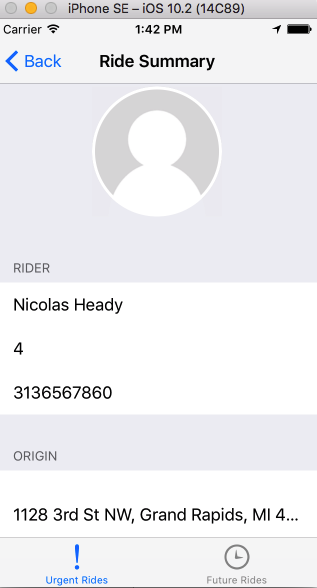 iPhone SE – iOS 10.2 (14C89)
Carrier 1:42 PM
Back Ride Summary
RIDER
Nicolas Heady
4
3136567860
ORIGIN
1128 3rd St NW, Grand Rapids, MI 4...
Urgent Rides Future Rides